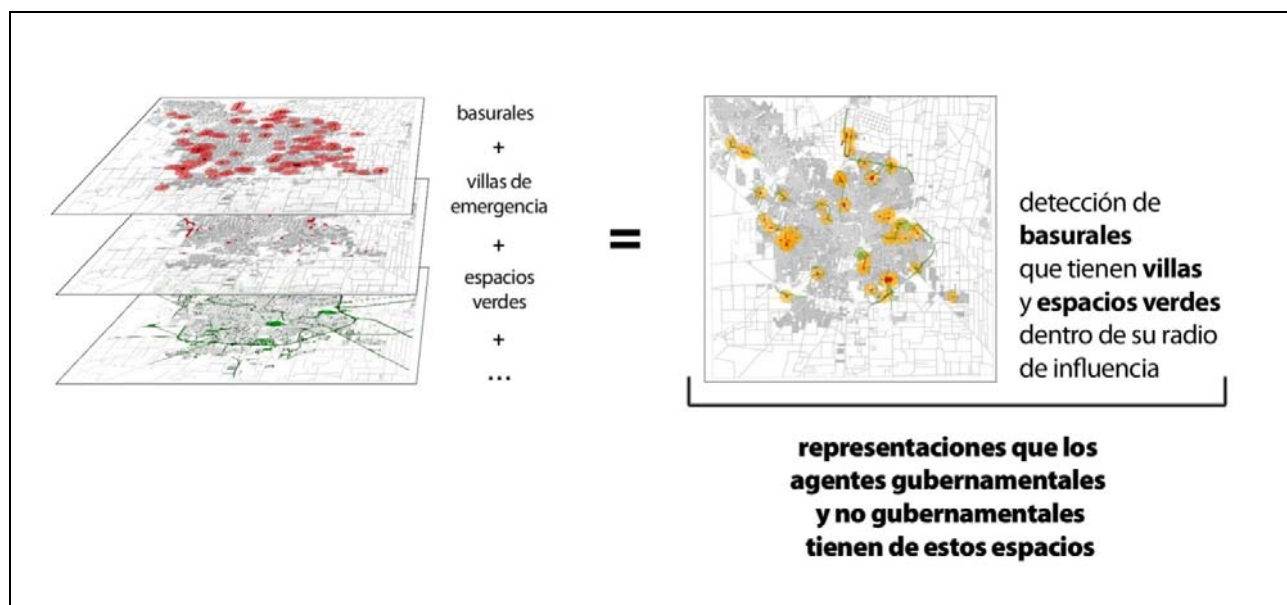 basurales
+
villas de
emergencia
+
espacios
verdes
+
...
=
detección de
basurales
que tienen villas
y espacios verdes
dentro de su radio
de influencia
representaciones que los
agentes gubernamentales
y no gubernamentales
tienen de estos espacios